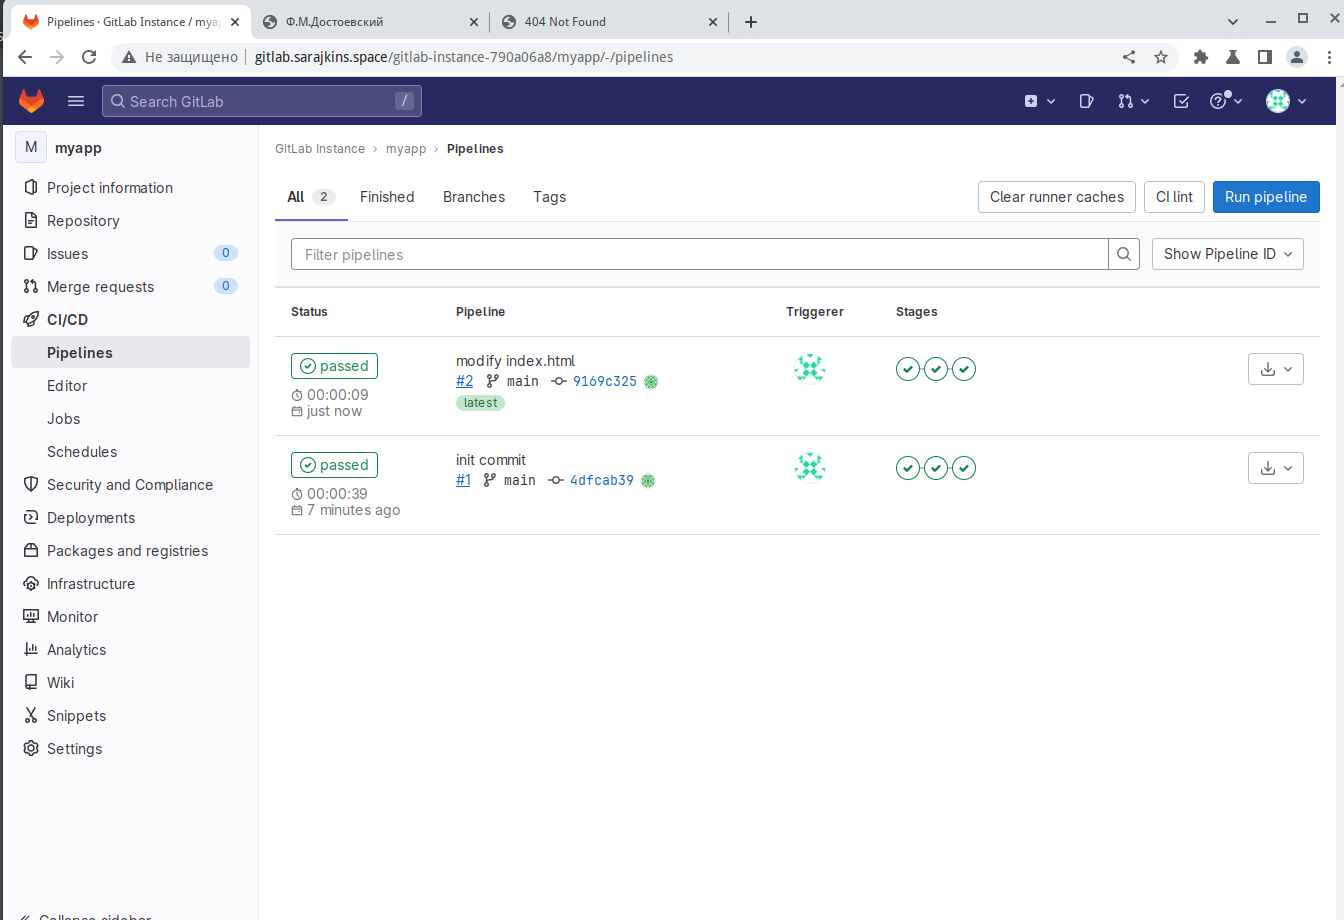 Pipelines · GitLab Instance / myap
Ф.М.Достоевский
404 Not Found
Не защищено
gitlab.sarajkins.space/gitlab-instance-790a06a8/myapp/-/pipelines
Search GitLab
/
M
myapp
GitLab Instance › myapp › Pipelines
Project information
Repository
Issues 0
Merge requests 0
CI/CD
Pipelines
Editor
Jobs
Schedules
Security and Compliance
Deployments
Packages and registries
Infrastructure
Monitor
Analytics
Wiki
Snippets
Settings
Collapse sidebar
All 2 Finished Branches Tags
Clear runner caches
CI lint
Run pipeline
Filter pipelines
Show Pipeline ID
Status Pipeline Triggerer Stages
passed
00:00:09
just now
modify index.html
#2 main 9169c325
latest
passed
00:00:39
7 minutes ago
init commit
#1 main 4dfcab39